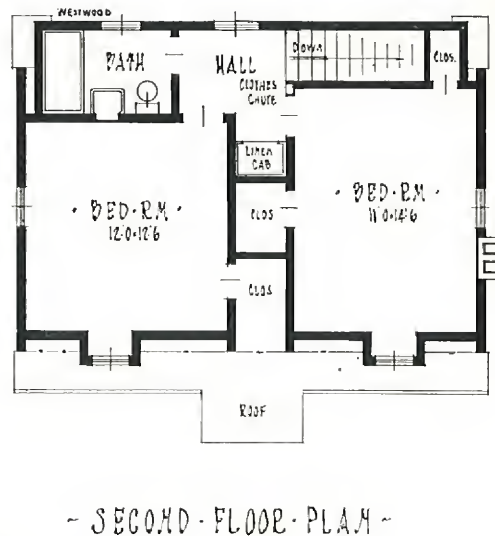 WESTWOOD
BATH
HALL
DOWN
CLOS.
CLOTHES
CHUTE
LINEN
CAB
BED-RM
12'0×12'6
CLOS
BED-RM
11'0×14'6
CLOS
ROOF
~ SECOND-FLOOR-PLAN ~